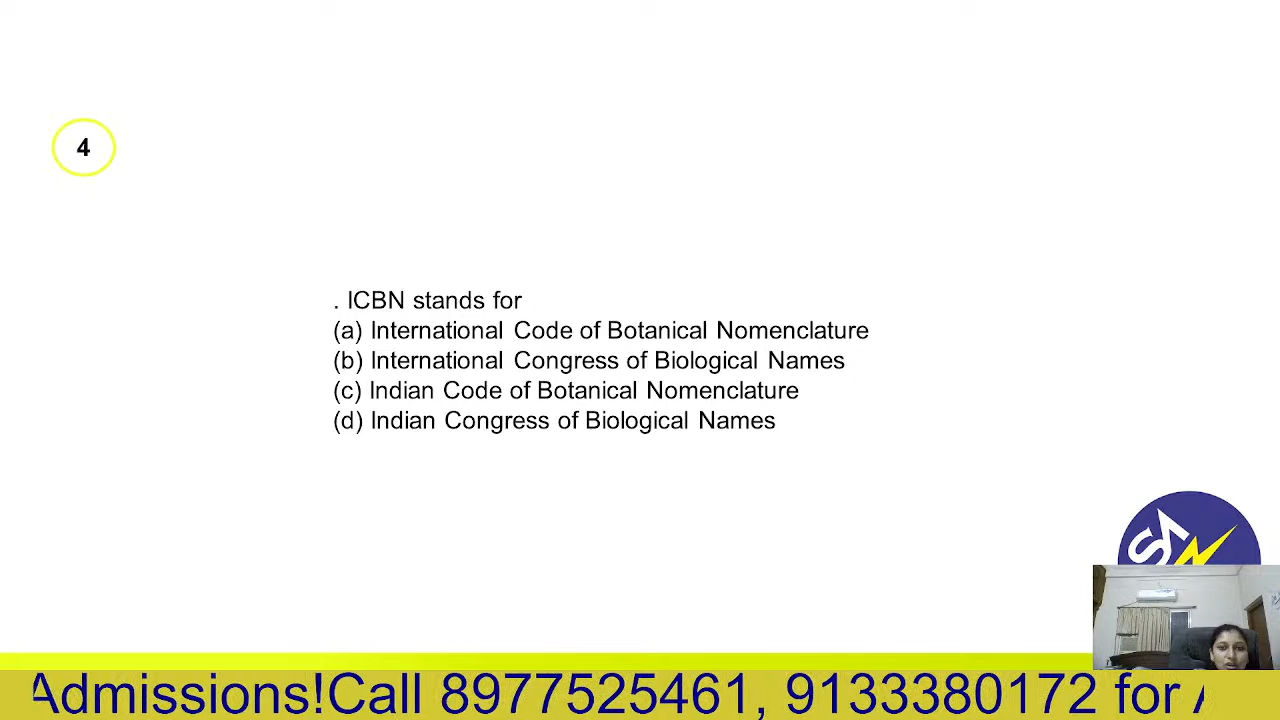 4
. ICBN stands for
(a) International Code of Botanical Nomenclature
(b) International Congress of Biological Names
(c) Indian Code of Botanical Nomenclature
(d) Indian Congress of Biological Names
Admissions!Call 8977525461, 9133380172 for